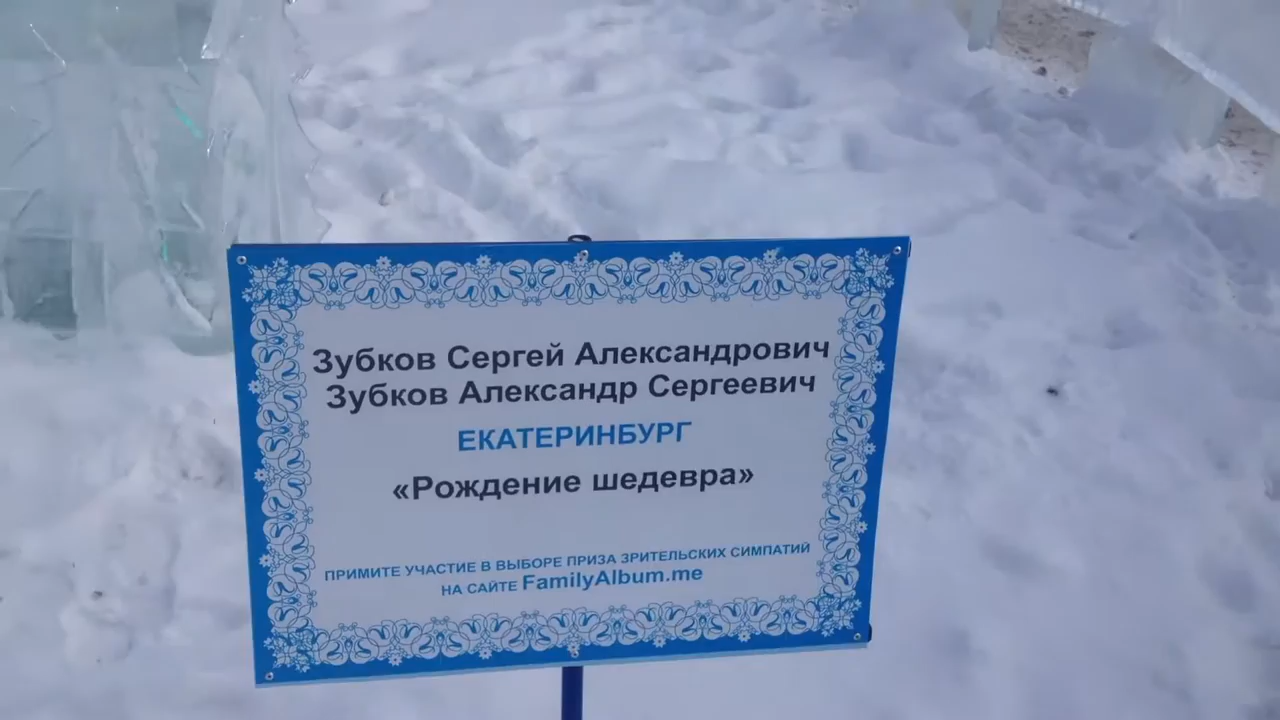 Зубков Сергей Александрович
Зубков Александр Сергеевич
ЕКАТЕРИНБУРГ
«Рождение шедевра»
ПРИМИТЕ УЧАСТИЕ В ВЫБОРЕ ПРИЗА ЗРИТЕЛЬСКИХ СИМПАТИЙ
НА САЙТЕ FamilyAlbum.me